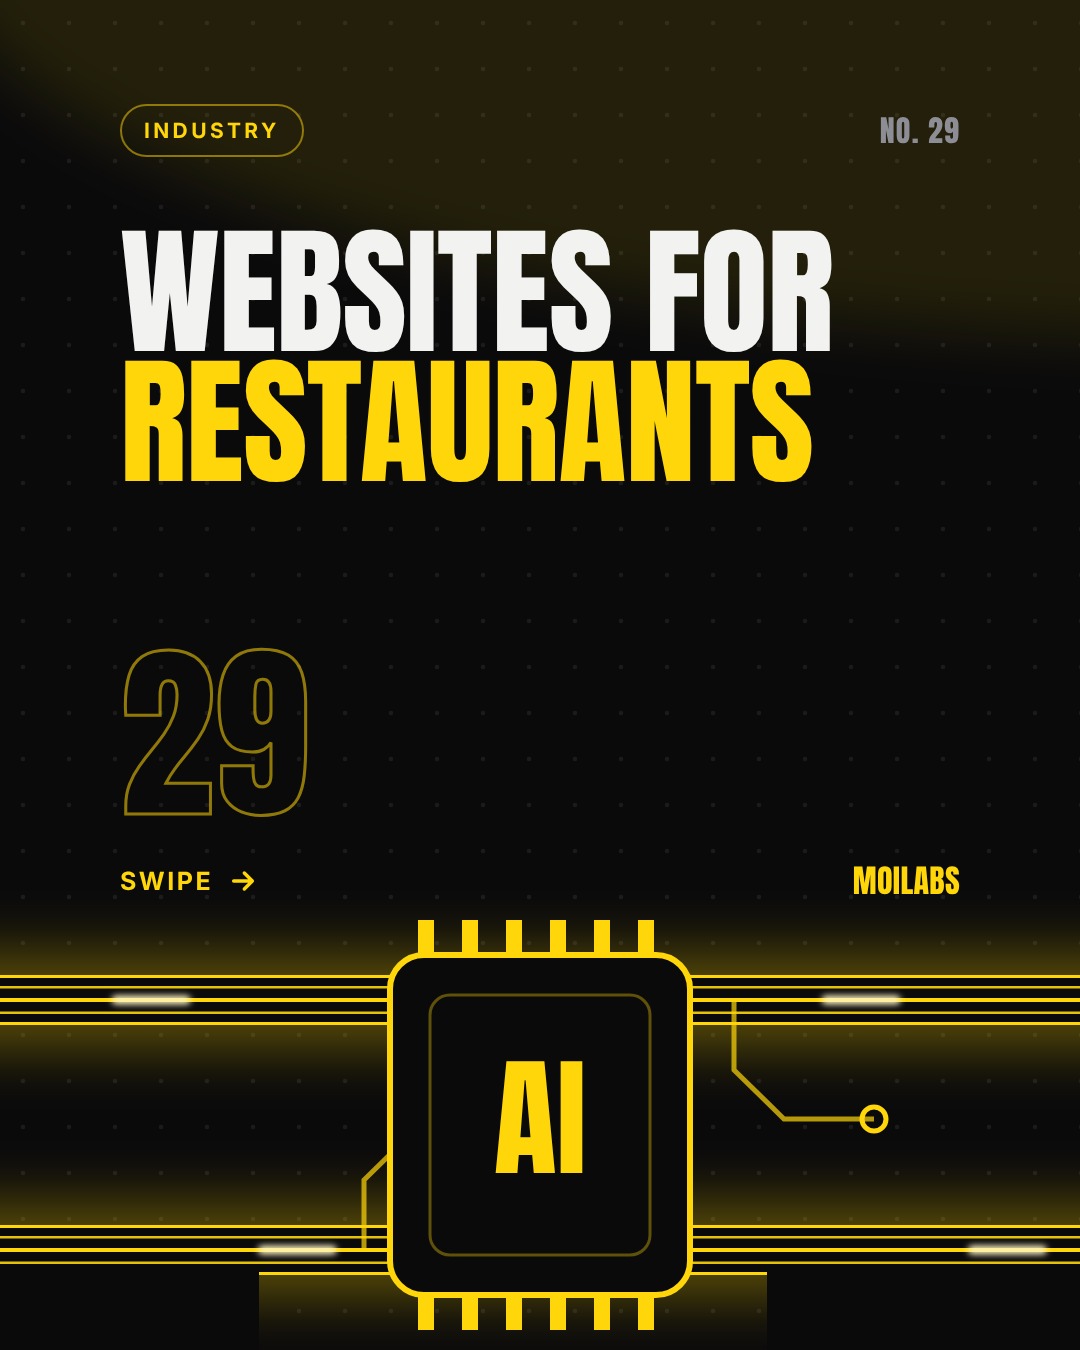 INDUSTRY
NO. 29
WEBSITES FOR
RESTAURANTS
29
SWIPE →
MOILABS
AI